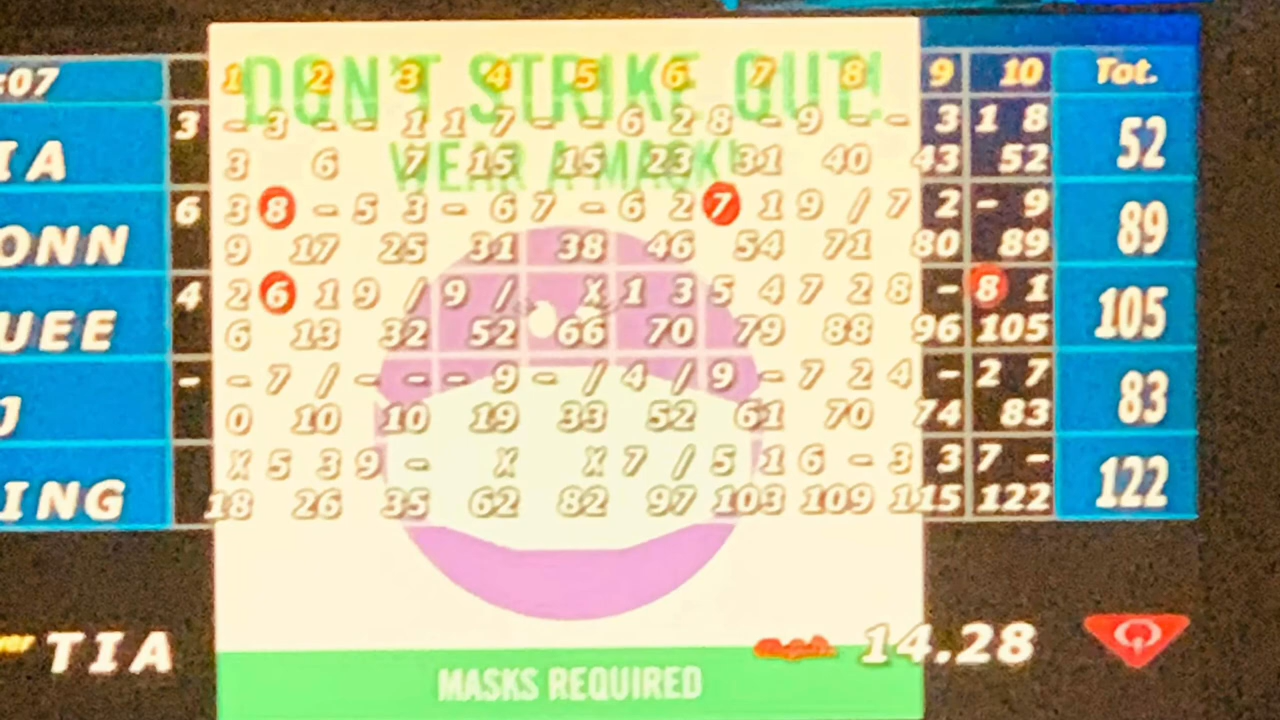 :07 1 2 3 4 5 6 7 8 9 10 Tot.
DON'T STRIKE OUT!
3 - 3 - - 1 1 7 - - 6 2 8 - 9 - - 3 1 8
IA 3 6 7 15 15 23 31 40 43 52 52
WEAR A MASK!
6 3 8 - 5 3 - 6 7 - 6 2 7 1 9 / 7 2 - 9
ONN 9 17 25 31 38 46 54 71 80 89 89
4 2 6 1 9 / 9 / X 1 3 5 4 7 2 8 - 8 1
UEE 6 13 32 52 66 70 79 88 96 105 105
- - 7 / - - - 9 - / 4 / 9 - 7 2 4 - 2 7
J 0 10 10 19 33 52 61 70 74 83 83
X 5 3 9 - X X 7 / 5 1 6 - 3 3 7 -
ING 18 26 35 62 82 97 103 109 115 122 122
TIA 14.28
MASKS REQUIRED